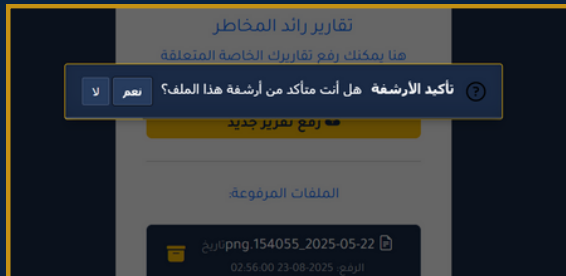 تقارير رائد المخاطر
هنا يمكنك رفع تقاريرك الخاصة المتعلقة
تأكيد الأرشفة هل أنت متأكد من أرشفة هذا الملف؟ نعم لا
رفع تقرير جديد
الملفات المرفوعة:
png.154055_2025-05-22 تاريخ
الرفع: 2025-08-23 02:56:00